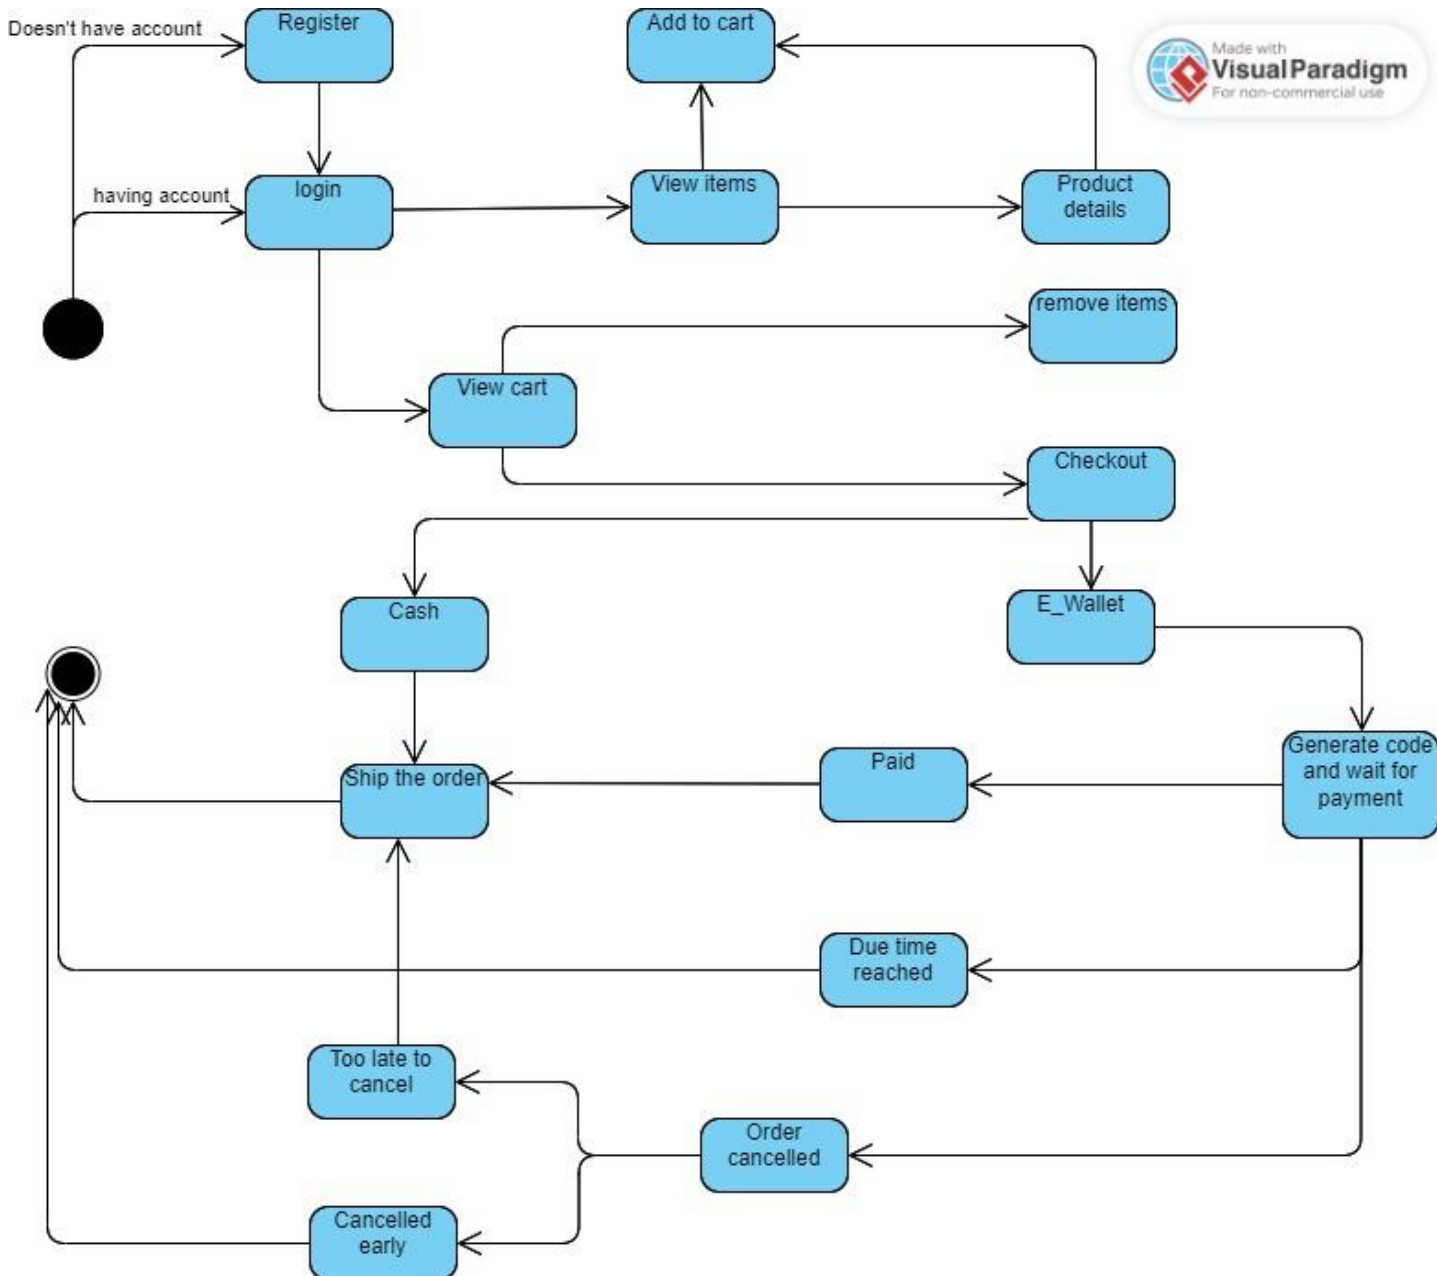 Doesn't have account
Register
Add to cart
Made with
Visual Paradigm
For non-commercial use
having account
login
View items
Product
details
remove items
View cart
Checkout
Cash
E_Wallet
Ship the order
Paid
Generate code
and wait for
payment
Due time
reached
Too late to
cancel
Order
cancelled
Cancelled
early